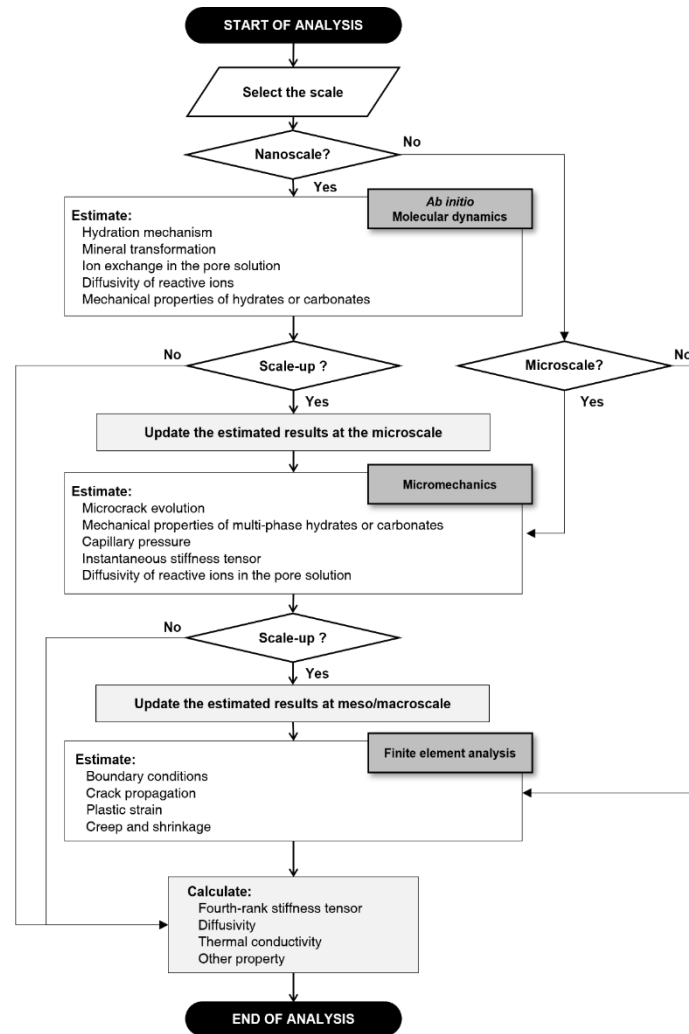 START OF ANALYSIS
Select the scale
Nanoscale?
No
Yes
Ab initio
Molecular dynamics
Estimate:
Hydration mechanism
Mineral transformation
Ion exchange in the pore solution
Diffusivity of reactive ions
Mechanical properties of hydrates or carbonates
No
Scale-up ?
Microscale?
No
Yes
Yes
Update the estimated results at the microscale
Micromechanics
Estimate:
Microcrack evolution
Mechanical properties of multi-phase hydrates or carbonates
Capillary pressure
Instantaneous stiffness tensor
Diffusivity of reactive ions in the pore solution
No
Scale-up ?
Yes
Update the estimated results at meso/macroscale
Finite element analysis
Estimate:
Boundary conditions
Crack propagation
Plastic strain
Creep and shrinkage
Calculate:
Fourth-rank stiffness tensor
Diffusivity
Thermal conductivity
Other property
END OF ANALYSIS